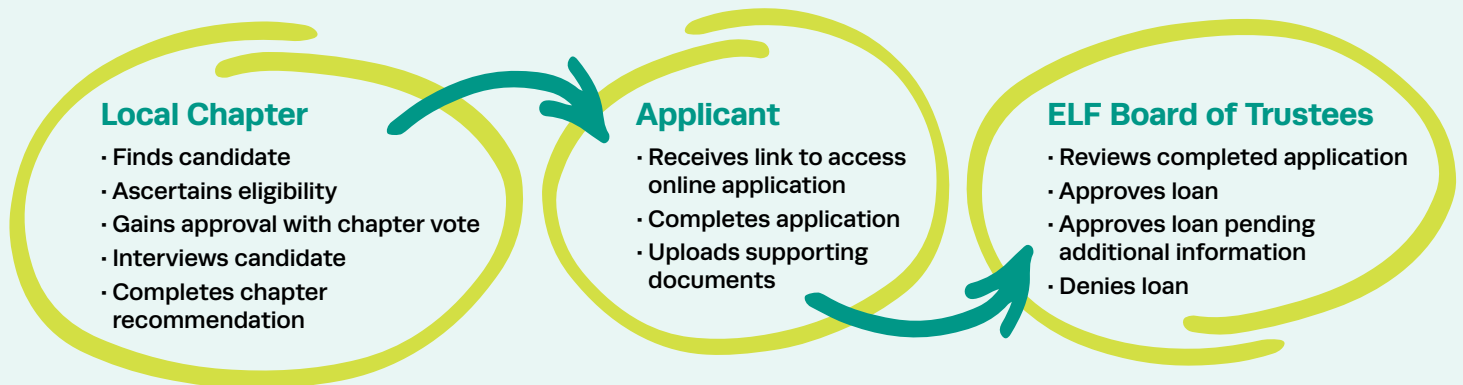 Local Chapter
· Finds candidate
· Ascertains eligibility
· Gains approval with chapter vote
· Interviews candidate
· Completes chapter
recommendation
Applicant
· Receives link to access
online application
· Completes application
· Uploads supporting
documents
ELF Board of Trustees
· Reviews completed application
· Approves loan
· Approves loan pending
additional information
· Denies loan